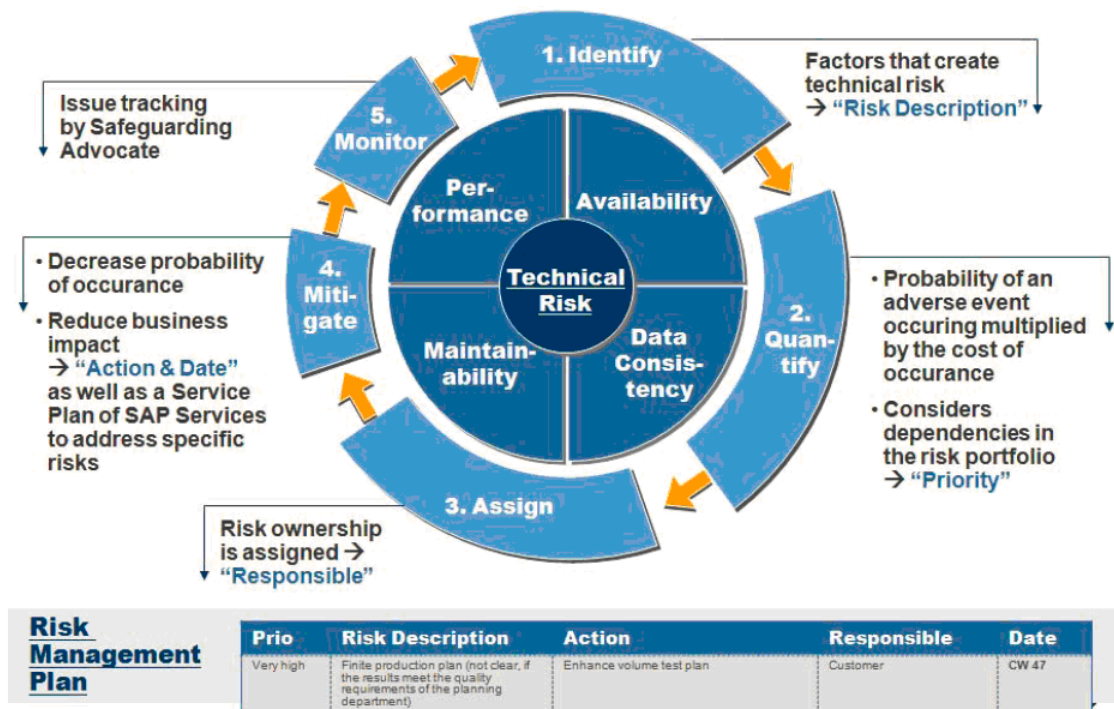 1. Identify
Factors that create
technical risk
→ “Risk Description”
2.
Quan-
tify
• Probability of an
adverse event
occuring multiplied
by the cost of
occurance
• Considers
dependencies in
the risk portfolio
→ “Priority”
3. Assign
Risk ownership
is assigned →
“Responsible”
4.
Miti-
gate
• Decrease probability
of occurance
• Reduce business
impact
→ “Action & Date”
as well as a Service
Plan of SAP Services
to address specific
risks
5.
Monitor
Issue tracking
by Safeguarding
Advocate
Per-
formance
Availability
Technical
Risk
Maintain-
ability
Data
Consis-
tency
Risk
Management
Plan
Prio Risk Description Action Responsible Date
Very high Finite production plan (not clear, if Enhance volume test plan Customer CW 47
the results meet the quality
requirements of the planning
department)